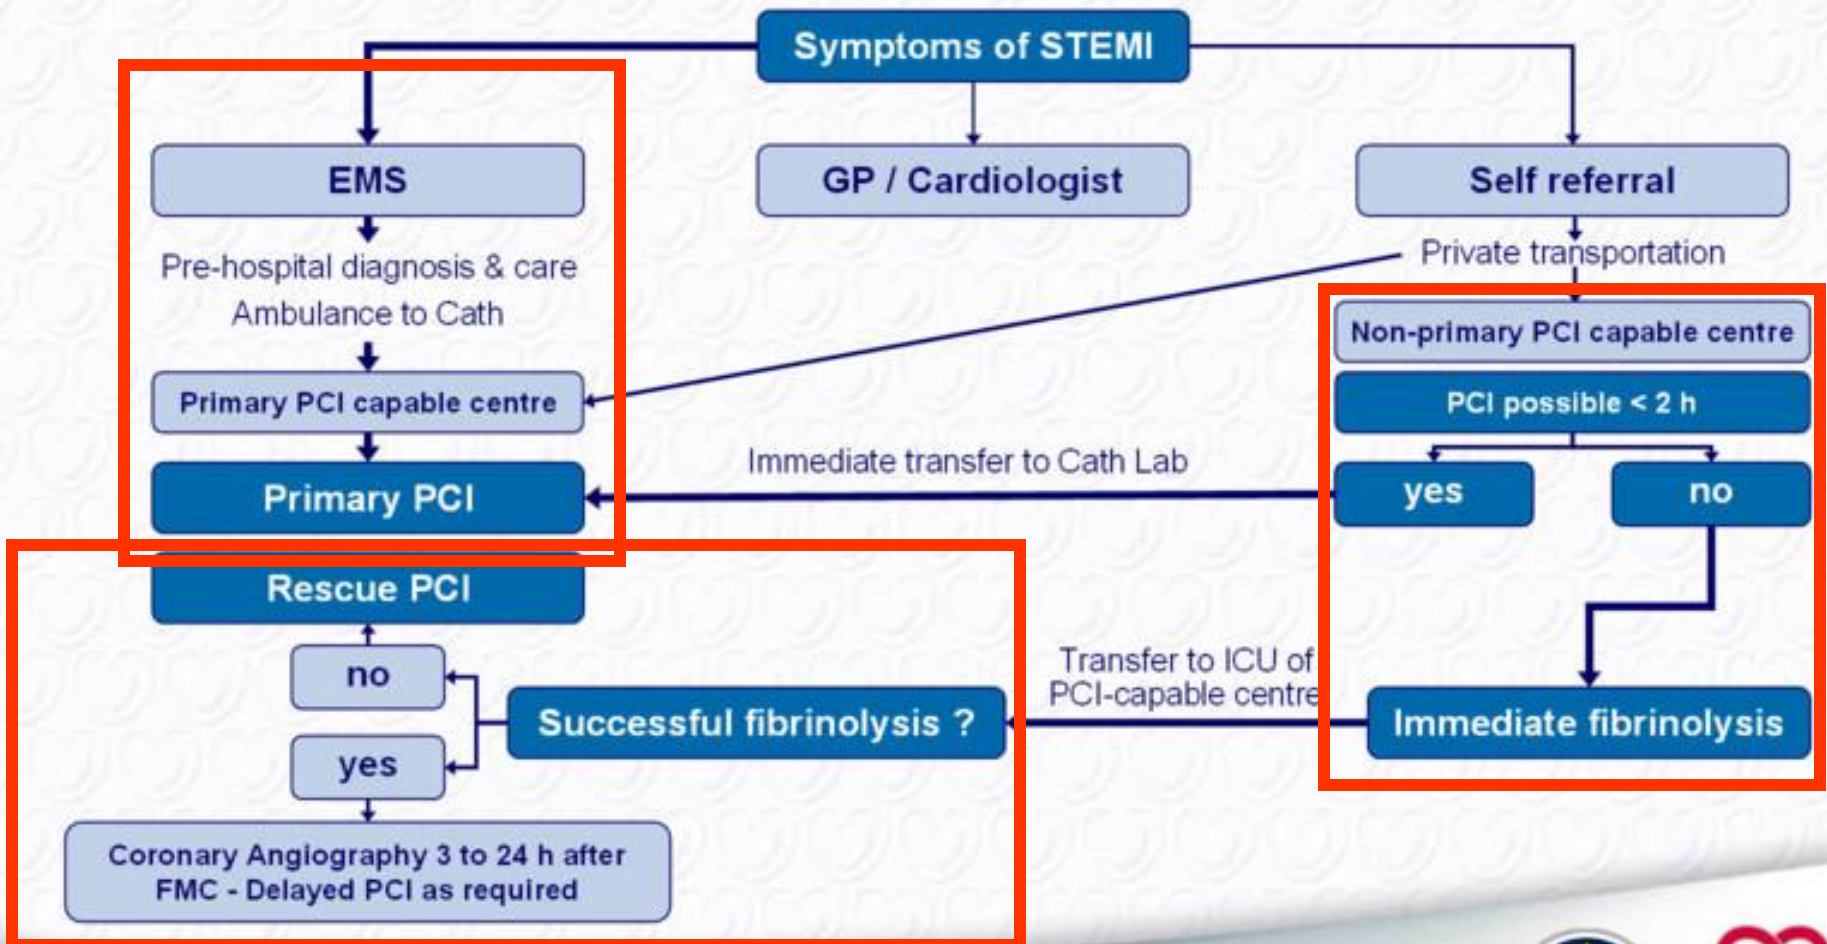 Symptoms of STEMI
EMS
GP / Cardiologist
Self referral
Pre-hospital diagnosis & care
Ambulance to Cath
Private transportation
Non-primary PCI capable centre
Primary PCI capable centre
PCI possible < 2 h
Immediate transfer to Cath Lab
Primary PCI
yes
no
Rescue PCI
no
Transfer to ICU of
PCI-capable centre
Successful fibrinolysis ?
Immediate fibrinolysis
yes
Coronary Angiography 3 to 24 h after
FMC - Delayed PCI as required